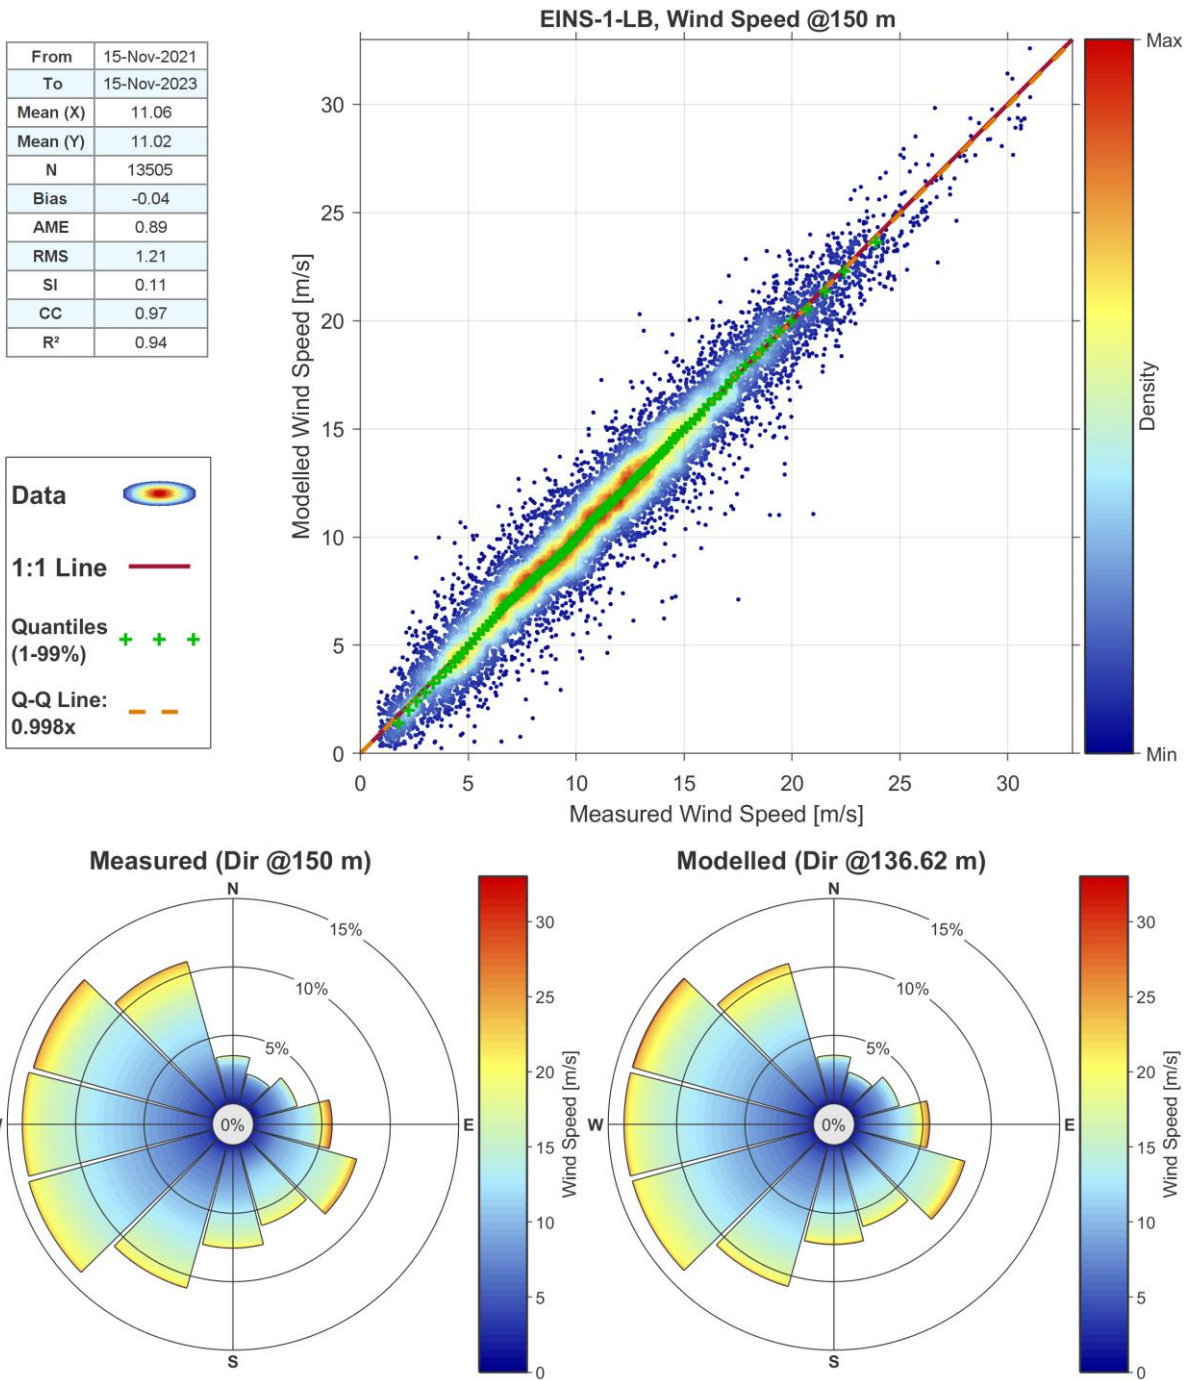 EINS-1-LB, Wind Speed @150 m
From 15-Nov-2021
To 15-Nov-2023
Mean (X) 11.06
Mean (Y) 11.02
N 13505
Bias -0.04
AME 0.89
RMS 1.21
SI 0.11
CC 0.97
R² 0.94
Data
1:1 Line
Quantiles
(1-99%)
Q-Q Line:
0.998x
Modelled Wind Speed [m/s]
30
25
20
15
10
5
0
0 5 10 15 20 25 30
Measured Wind Speed [m/s]
Max
Density
Min
Measured (Dir @150 m)
N
15%
10%
5%
0%
E
S
30
25
20
15
10
5
0
Wind Speed [m/s]
Modelled (Dir @136.62 m)
N
15%
10%
5%
0%
W
E
S
30
25
20
15
10
5
0
Wind Speed [m/s]